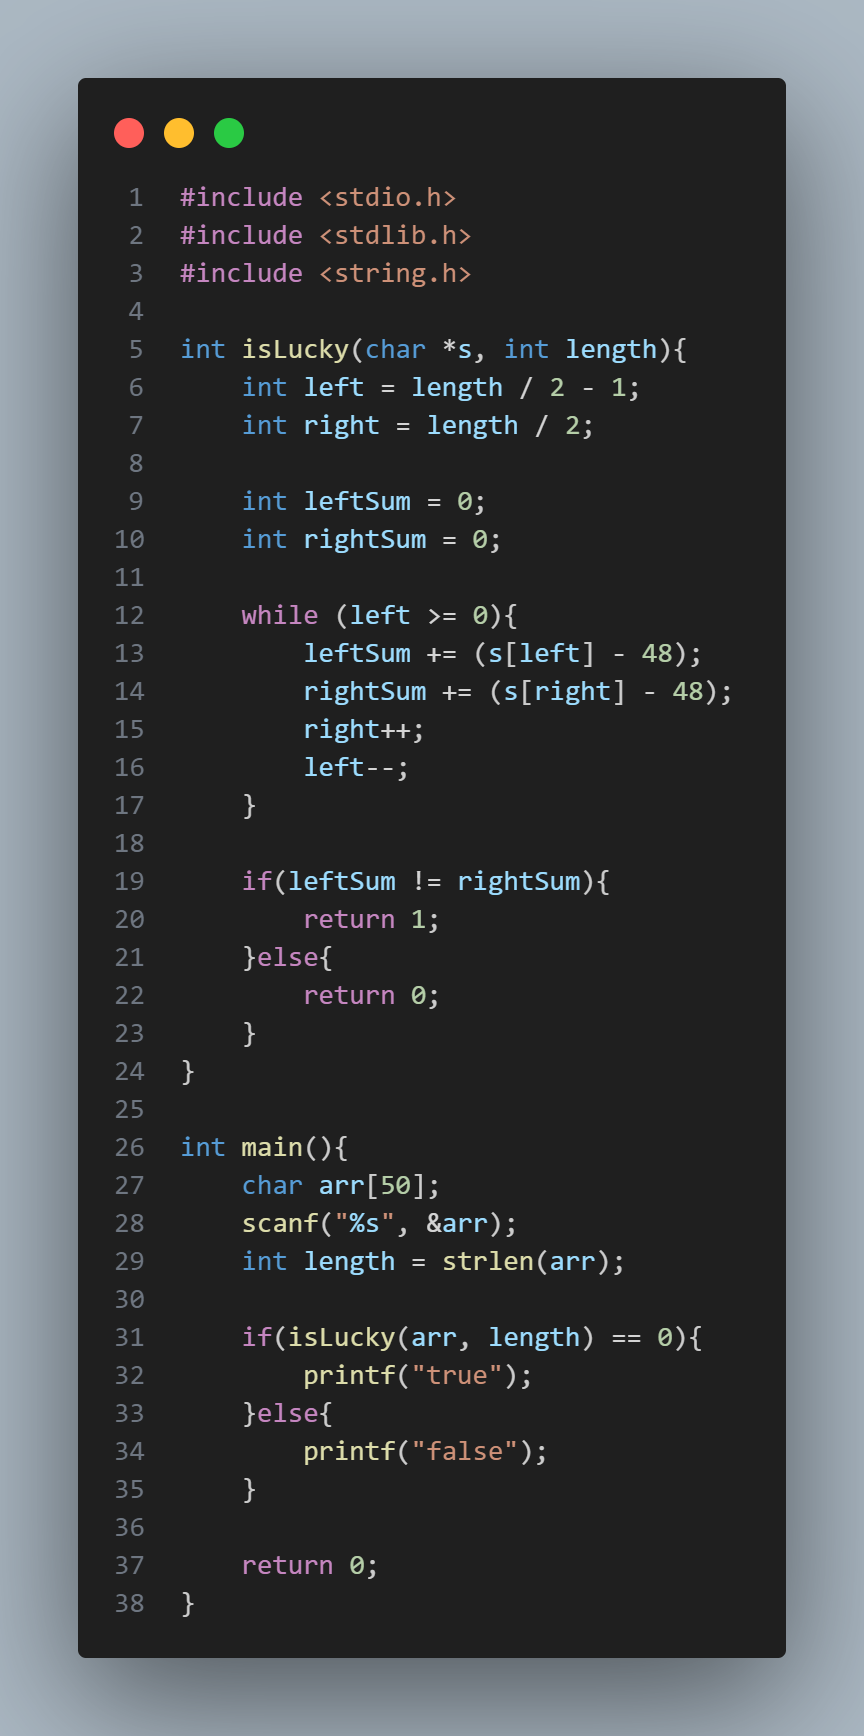 1 #include <stdio.h>
2 #include <stdlib.h>
3 #include <string.h>
4
5 int isLucky(char *s, int length){
6     int left = length / 2 - 1;
7     int right = length / 2;
8
9     int leftSum = 0;
10     int rightSum = 0;
11
12     while (left >= 0){
13         leftSum += (s[left] - 48);
14         rightSum += (s[right] - 48);
15         right++;
16         left--;
17     }
18
19     if(leftSum != rightSum){
20         return 1;
21     }else{
22         return 0;
23     }
24 }
25
26 int main(){
27     char arr[50];
28     scanf("%s", &arr);
29     int length = strlen(arr);
30
31     if(isLucky(arr, length) == 0){
32         printf("true");
33     }else{
34         printf("false");
35     }
36
37     return 0;
38 }